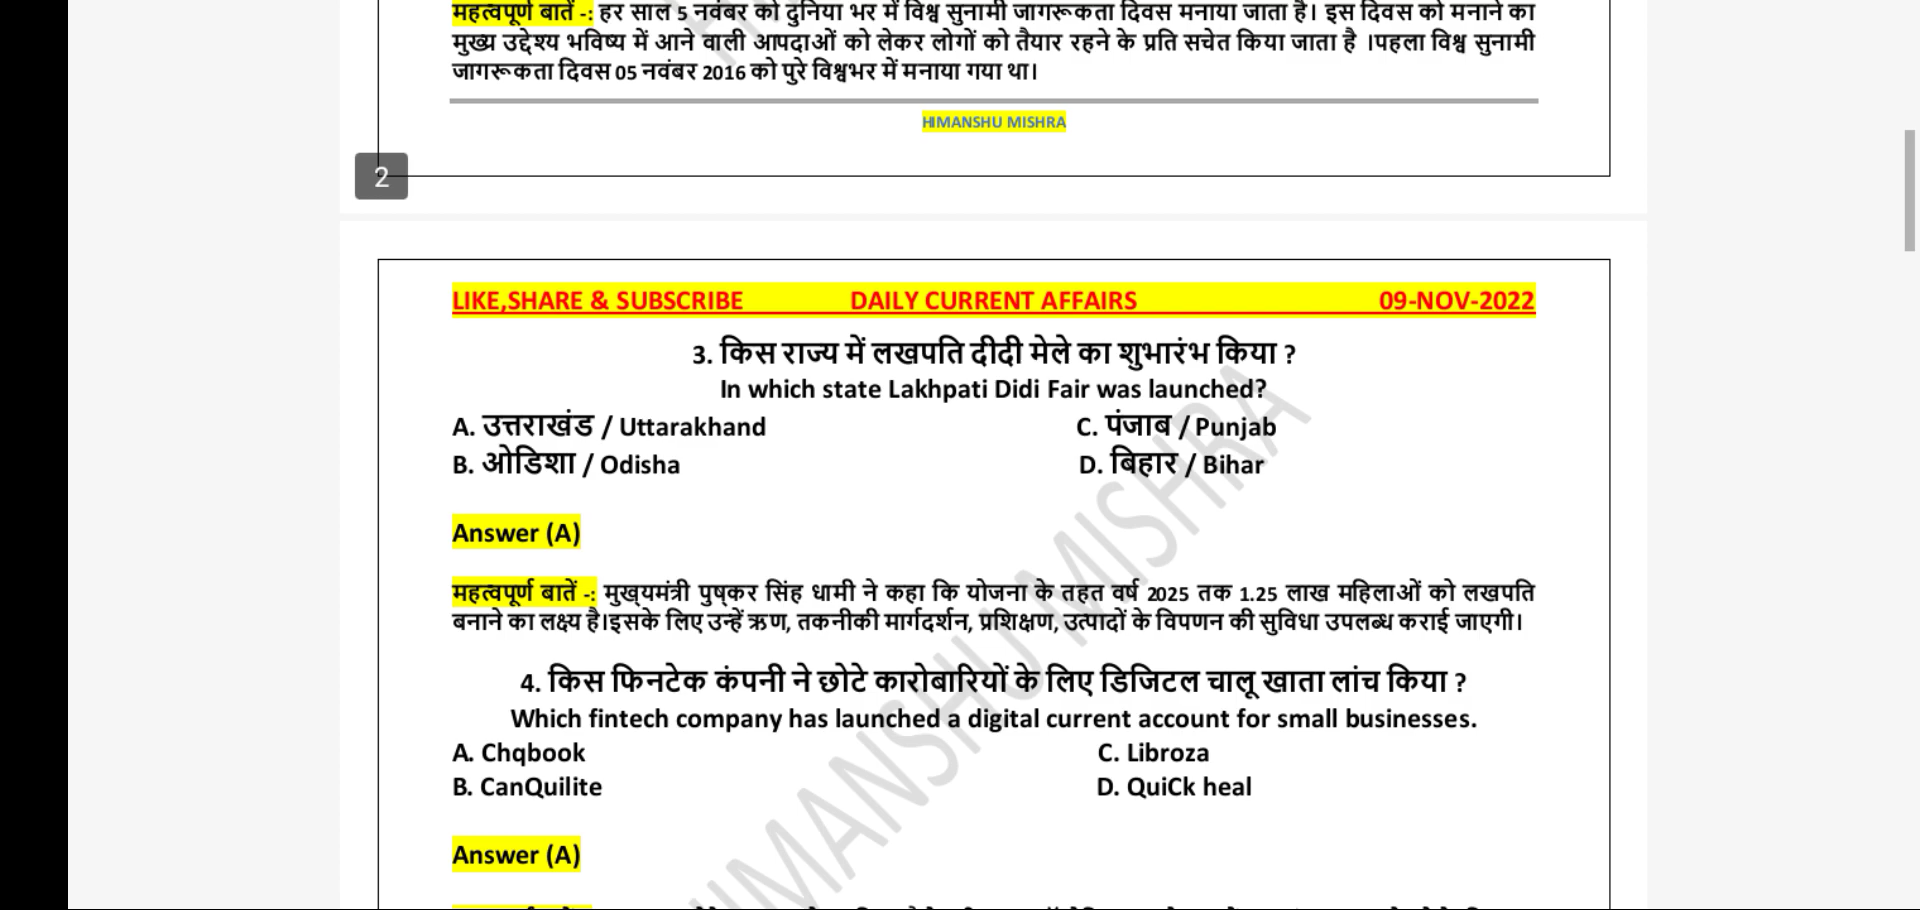 महत्वपूर्ण बातें -: हर साल 5 नवंबर को दुनिया भर में विश्व सुनामी जागरूकता दिवस मनाया जाता है। इस दिवस को मनाने का
मुख्य उद्देश्य भविष्य में आने वाली आपदाओं को लेकर लोगों को तैयार रहने के प्रति सचेत किया जाता है ।पहला विश्व सुनामी
जागरूकता दिवस 05 नवंबर 2016 को पुरे विश्वभर में मनाया गया था।
HIMANSHU MISHRA
2
LIKE,SHARE & SUBSCRIBE DAILY CURRENT AFFAIRS 09-NOV-2022
3. किस राज्य में लखपति दीदी मेले का शुभारंभ किया ?
In which state Lakhpati Didi Fair was launched?
A. उत्तराखंड / Uttarakhand C. पंजाब / Punjab
B. ओडिशा / Odisha D. बिहार / Bihar
Answer (A)
महत्वपूर्ण बातें -: मुख्यमंत्री पुष्कर सिंह धामी ने कहा कि योजना के तहत वर्ष 2025 तक 1.25 लाख महिलाओं को लखपति
बनाने का लक्ष्य है।इसके लिए उन्हें ऋण, तकनीकी मार्गदर्शन, प्रशिक्षण, उत्पादों के विपणन की सुविधा उपलब्ध कराई जाएगी।
4. किस फिनटेक कंपनी ने छोटे कारोबारियों के लिए डिजिटल चालू खाता लांच किया ?
Which fintech company has launched a digital current account for small businesses.
A. Chqbook C. Libroza
B. CanQuilite D. QuiCk heal
Answer (A)
HIMANSHU MISHRA